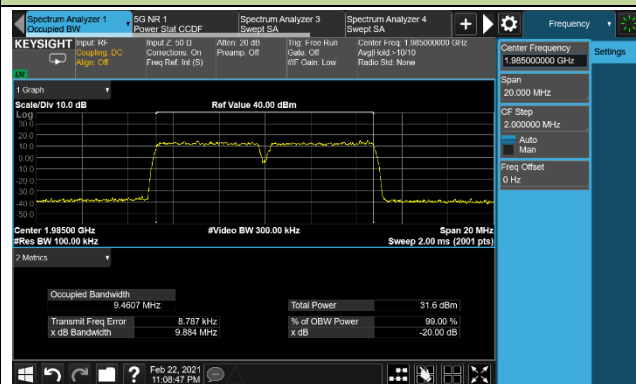 Spectrum Analyzer 1
Occupied BW
5G NR 1
Power Stat CCDF
Spectrum Analyzer 3
Swept SA
Spectrum Analyzer 4
Swept SA
+
Frequency
KEYSIGHT
Input: RF
Coupling: DC
Align: Off
Input Z: 50 Ω
Corrections: On
Freq Ref: Int (S)
Atten: 20 dB
Preamp: Off
Trig: Free Run
Gate: Off
#IF Gain: Low
Center Freq: 1.985000000 GHz
Avg|Hold:>10/10
Radio Std: None
LV
1 Graph
Scale/Div 10.0 dB
Ref Value 40.00 dBm
Log
30.0
20.0
10.0
0.00
-10.0
-20.0
-30.0
-40.0
-50.0
Center 1.98500 GHz
#Video BW 300.00 kHz
Span 20 MHz
#Res BW 100.00 kHz
Sweep 2.00 ms (2001 pts)
2 Metrics
Occupied Bandwidth
9.4607 MHz
Total Power 31.6 dBm
Transmit Freq Error 8.787 kHz
% of OBW Power 99.00 %
x dB Bandwidth 9.884 MHz
x dB -20.00 dB
Center Frequency
1.985000000 GHz
Settings
Span
20.000 MHz
CF Step
2.000000 MHz
Auto
Man
Freq Offset
0 Hz
?
Feb 22, 2021
11:08:47 PM